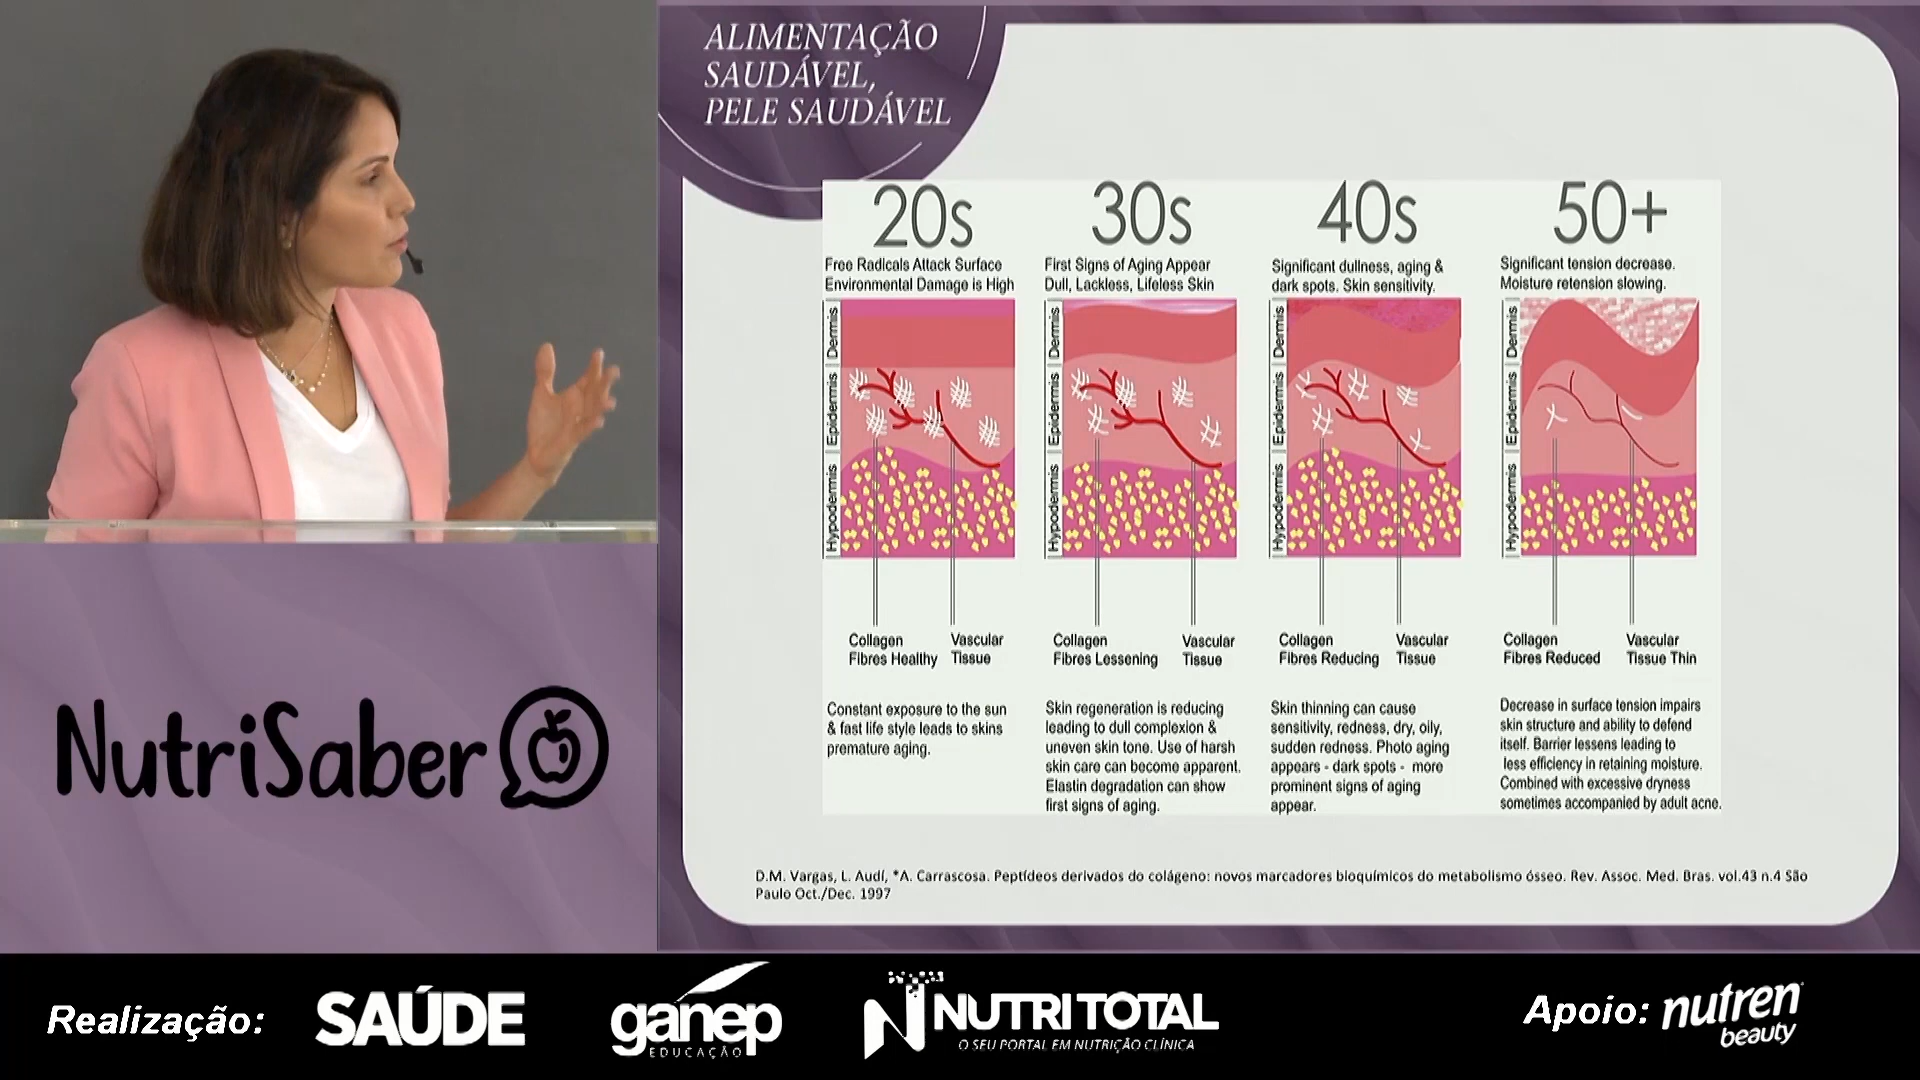 ALIMENTAÇÃO
SAUDÁVEL,
PELE SAUDÁVEL
20s
Free Radicals Attack Surface
Environmental Damage is High
Dermis
Epidermis
Hypodermis
Collagen
Fibres Healthy
Vascular
Tissue
Constant exposure to the sun
& fast life style leads to skins
premature aging.
30s
First Signs of Aging Appear
Dull, Lackless, Lifeless Skin
Dermis
Epidermis
Hypodermis
Collagen
Fibres Lessening
Vascular
Tissue
Skin regeneration is reducing
leading to dull complexion &
uneven skin tone. Use of harsh
skin care can become apparent.
Elastin degradation can show
first signs of aging.
40s
Significant dullness, aging &
dark spots. Skin sensitivity.
Dermis
Epidermis
Hypodermis
Collagen
Fibres Reducing
Vascular
Tissue
Skin thinning can cause
sensitivity, redness, dry, oily,
sudden redness. Photo aging
appears - dark spots - more
prominent signs of aging
appear.
50+
Significant tension decrease.
Moisture retension slowing.
Dermis
Epidermis
Hypodermis
Collagen
Fibres Reduced
Vascular
Tissue Thin
Decrease in surface tension impairs
skin structure and ability to defend
itself. Barrier lessens leading to
less efficiency in retaining moisture.
Combined with excessive dryness
sometimes accompanied by adult acne.
D.M. Vargas, L. Audí, *A. Carrascosa. Peptídeos derivados do colágeno: novos marcadores bioquímicos do metabolismo ósseo. Rev. Assoc. Med. Bras. vol.43 n.4 São
Paulo Oct./Dec. 1997
NutriSaber
Realização:
SAÚDE
ganep
EDUCAÇÃO
NUTRITOTAL
O SEU PORTAL EM NUTRIÇÃO CLÍNICA
Apoio:
nutren
beauty